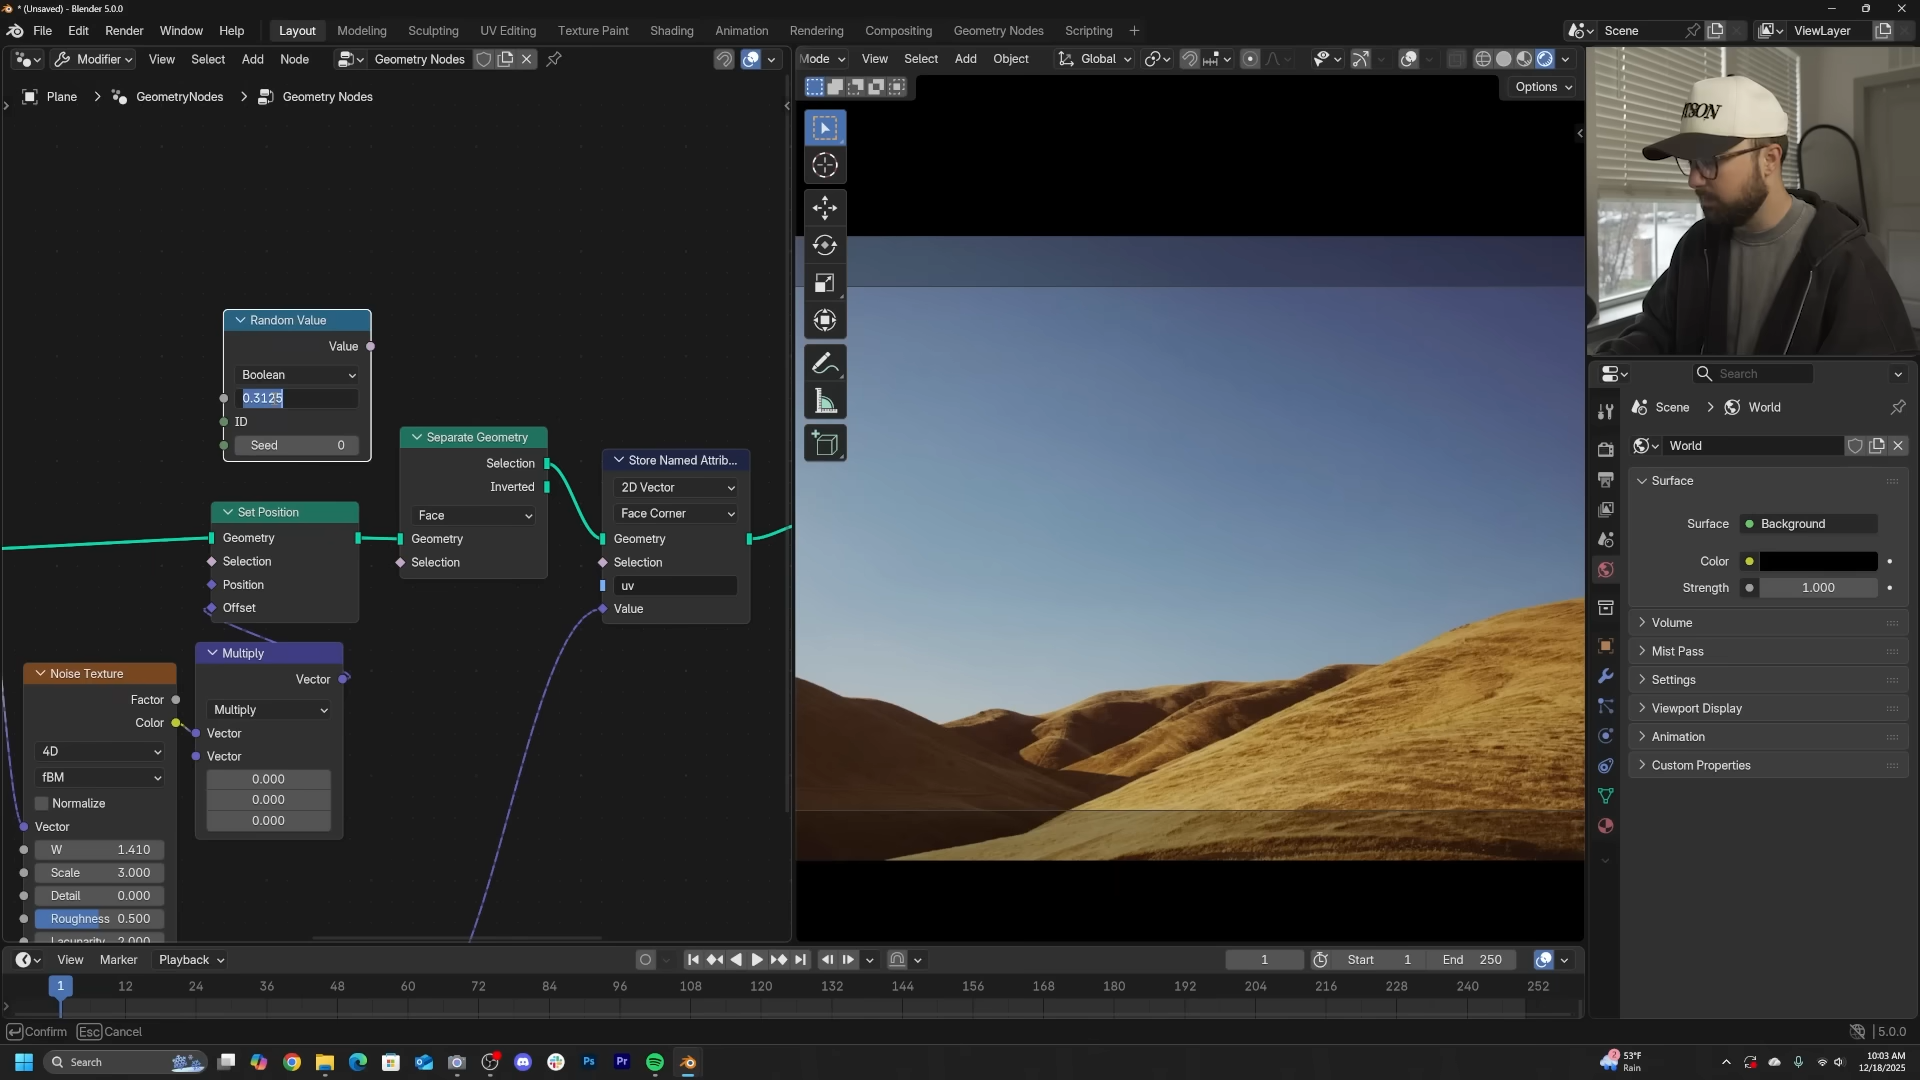 * (Unsaved) - Blender 5.0.0
File Edit Render Window Help Layout Modeling Sculpting UV Editing Texture Paint Shading Animation Rendering Compositing Geometry Nodes Scripting + Scene ViewLayer
Modifier View Select Add Node Geometry Nodes
Mode View Select Add Object Global
Options
Plane > GeometryNodes > Geometry Nodes
Random Value
Value
Boolean
0.3125
ID
Seed 0
Separate Geometry
Selection
Inverted
Face
Geometry
Selection
Store Named Attrib...
2D Vector
Face Corner
Geometry
Selection
uv
Value
Set Position
Geometry
Selection
Position
Offset
Multiply
Vector
Multiply
Vector
Vector
0.000
0.000
0.000
Noise Texture
Factor
Color
4D
fBM
Normalize
Vector
W 1.410
Scale 3.000
Detail 0.000
Roughness 0.500
Lacunarity 2.000
Search
Scene > World
World
Surface
Surface Background
Color
Strength 1.000
Volume
Mist Pass
Settings
Viewport Display
Animation
Custom Properties
View Marker Playback 1 Start 1 End 250
1 12 24 36 48 60 72 84 96 108 120 132 144 156 168 180 192 204 216 228 240 252
Confirm Esc Cancel 5.0.0
Search
Ps Pr
2 53°F
Rain
10:03 AM
12/18/2025